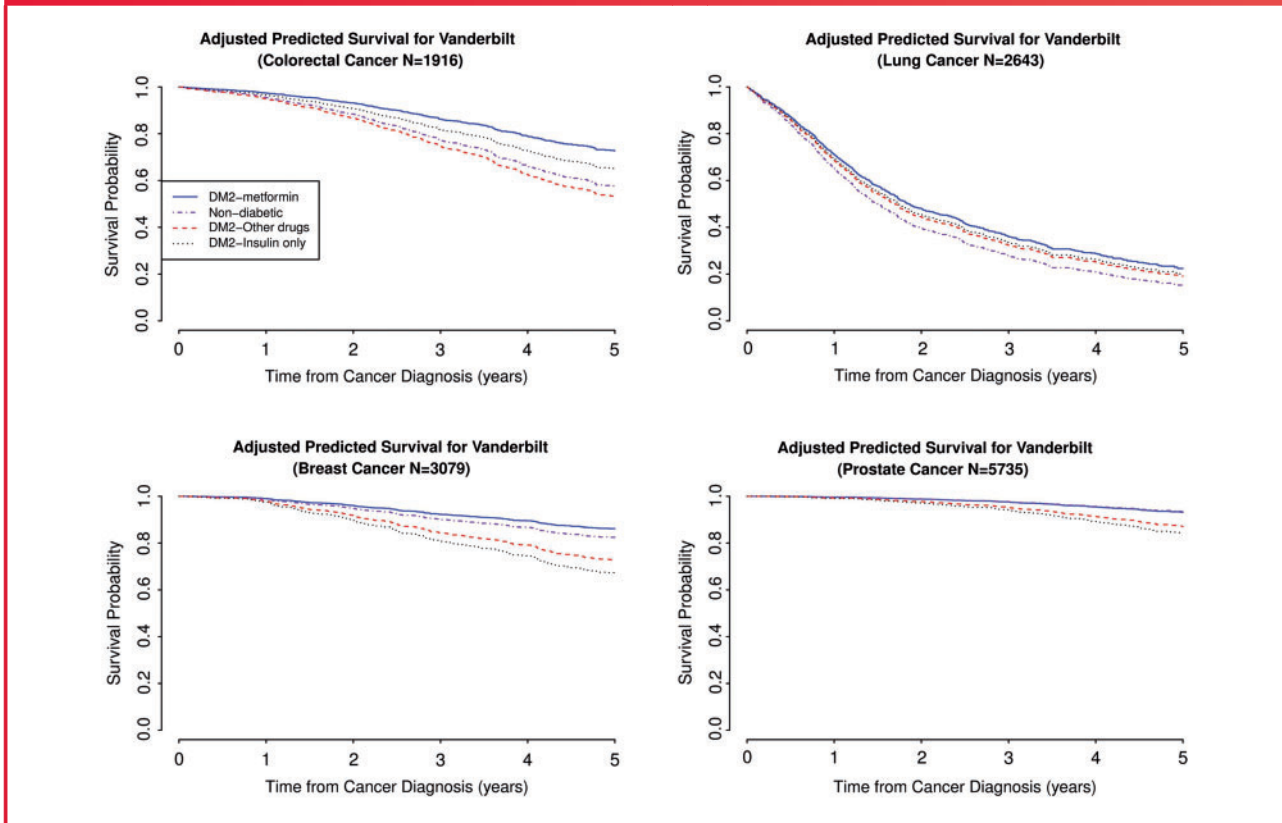 Adjusted Predicted Survival for Vanderbilt
(Colorectal Cancer N=1916)
Survival Probability
0.0 0.2 0.4 0.6 0.8 1.0
DM2−metformin
Non−diabetic
DM2−Other drugs
DM2−Insulin only
0 1 2 3 4 5
Time from Cancer Diagnosis (years)
Adjusted Predicted Survival for Vanderbilt
(Lung Cancer N=2643)
Survival Probability
0.0 0.2 0.4 0.6 0.8 1.0
0 1 2 3 4 5
Time from Cancer Diagnosis (years)
Adjusted Predicted Survival for Vanderbilt
(Breast Cancer N=3079)
Survival Probability
0.0 0.2 0.4 0.6 0.8 1.0
0 1 2 3 4 5
Time from Cancer Diagnosis (years)
Adjusted Predicted Survival for Vanderbilt
(Prostate Cancer N=5735)
Survival Probability
0.0 0.2 0.4 0.6 0.8 1.0
0 1 2 3 4 5
Time from Cancer Diagnosis (years)